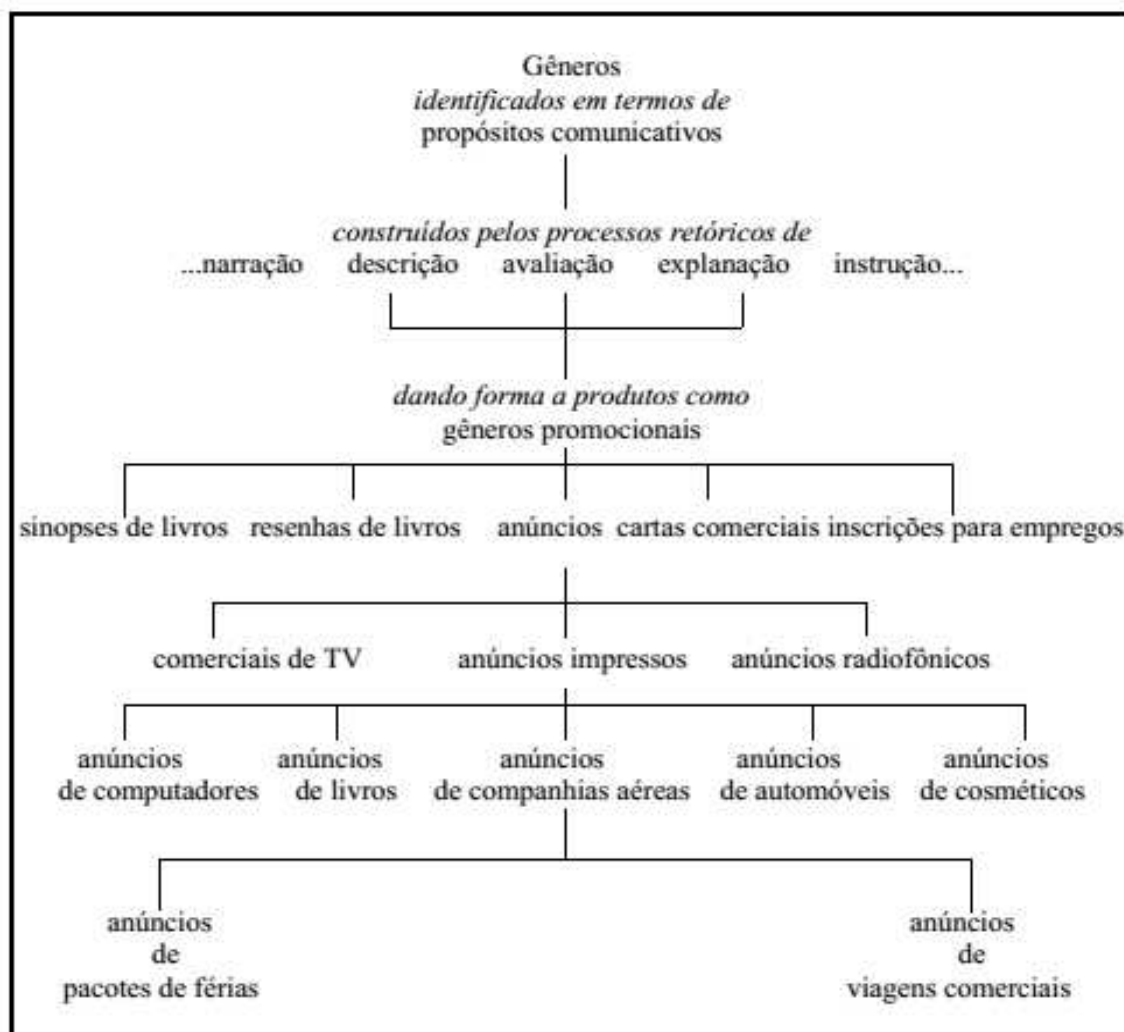 Gêneros
identificados em termos de
propósitos comunicativos
construídos pelos processos retóricos de
...narração descrição avaliação explanação instrução...
dando forma a produtos como
gêneros promocionais
sinopses de livros resenhas de livros anúncios cartas comerciais inscrições para empregos
comerciais de TV anúncios impressos anúncios radiofônicos
anúncios anúncios anúncios anúncios anúncios
de computadores de livros de companhias aéreas de automóveis de cosméticos
anúncios anúncios
de de
pacotes de férias viagens comerciais